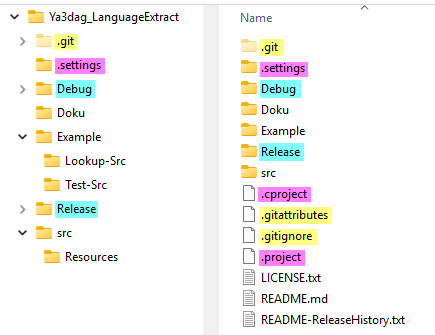 Ya3dag_LanguageExtract
.git
.settings
Debug
Doku
Example
Lookup-Src
Test-Src
Release
src
Resources
Name
.git
.settings
Debug
Doku
Example
Release
src
.cproject
.gitattributes
.gitignore
.project
LICENSE.txt
README.md
README-ReleaseHistory.txt